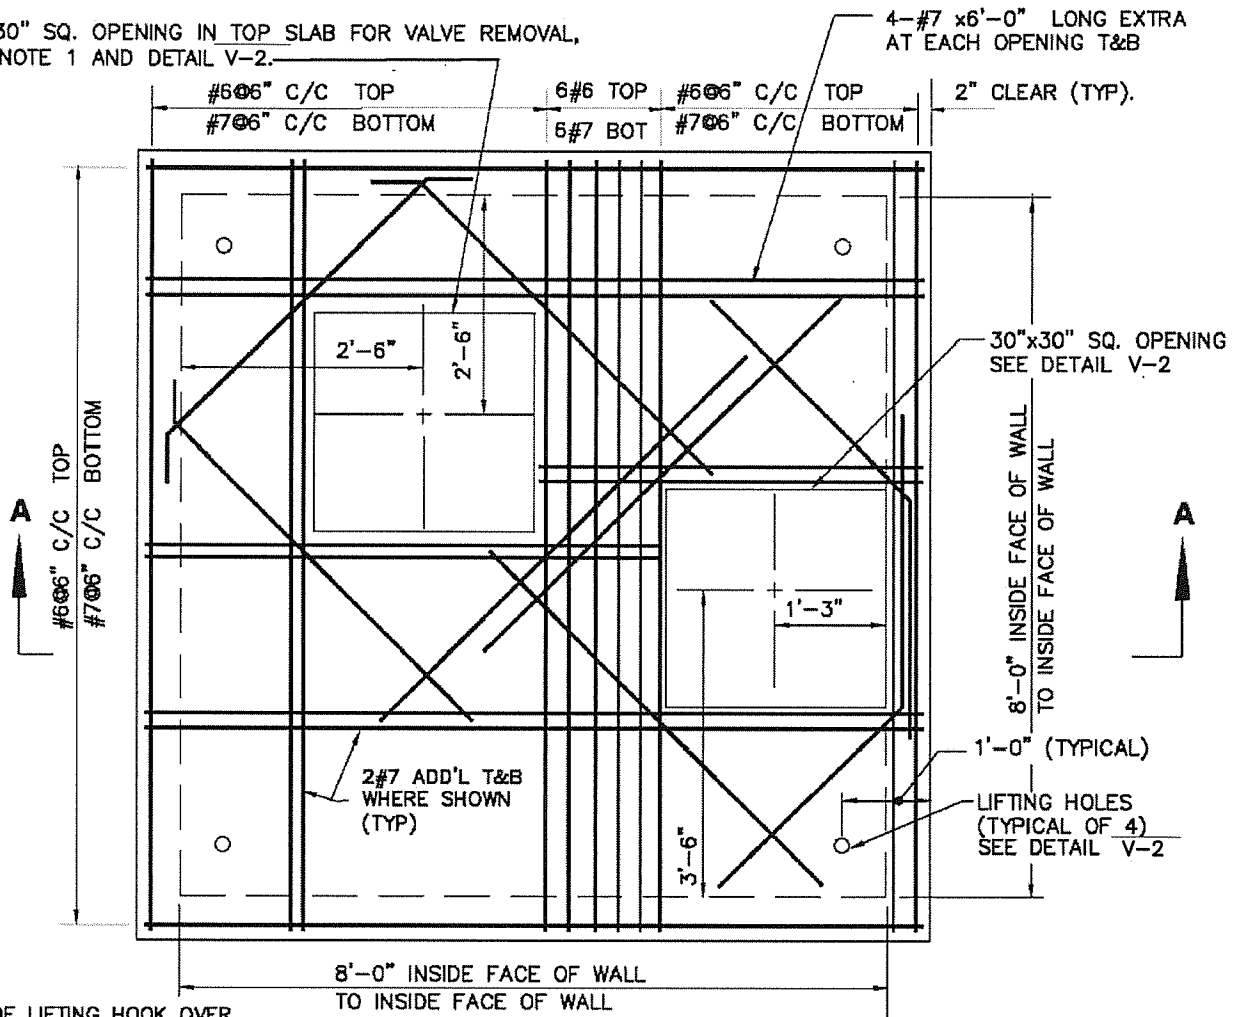 30" SQ. OPENING IN TOP SLAB FOR VALVE REMOVAL,
NOTE 1 AND DETAIL V-2.
4-#7 x6'-0" LONG EXTRA
AT EACH OPENING T&B
#6@6" C/C TOP
#7@6" C/C BOTTOM
6#6 TOP
6#7 BOT
#6@6" C/C TOP
#7@6" C/C BOTTOM
2" CLEAR (TYP).
2'-6"
2'-6"
30"x30" SQ. OPENING
SEE DETAIL V-2
#6@6" C/C TOP
#7@6" C/C BOTTOM
A
A
8'-0" INSIDE FACE OF WALL
TO INSIDE FACE OF WALL
1'-3"
3'-6"
2#7 ADD'L T&B
WHERE SHOWN
(TYP)
1'-0" (TYPICAL)
LIFTING HOLES
(TYPICAL OF 4)
SEE DETAIL V-2
8'-0" INSIDE FACE OF WALL
TO INSIDE FACE OF WALL
OF LIFTING HOOK OVER